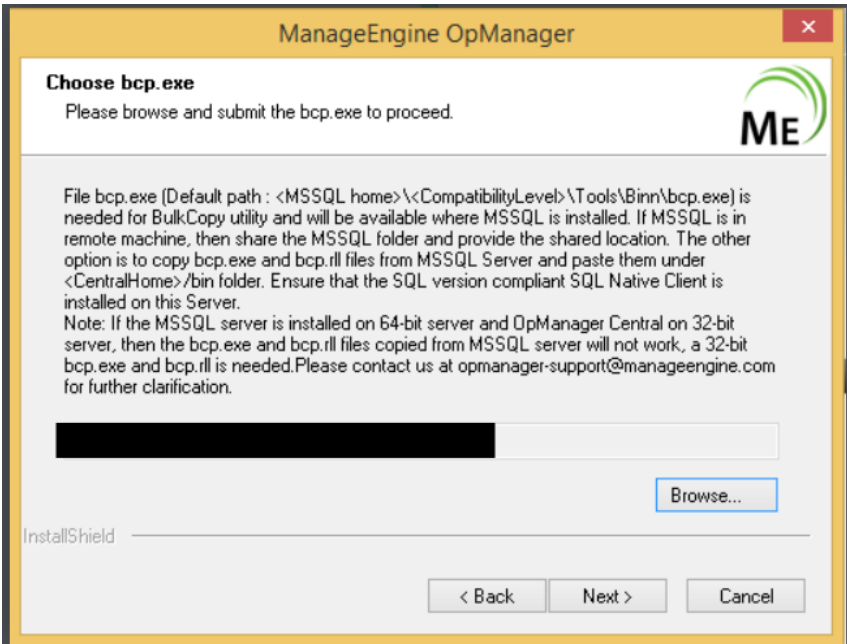 ManageEngine OpManager
Choose bcp.exe
Please browse and submit the bcp.exe to proceed.
ME
File bcp.exe (Default path : <MSSQL home>\<CompatibilityLevel>\Tools\Binn\bcp.exe) is
needed for BulkCopy utility and will be available where MSSQL is installed. If MSSQL is in
remote machine, then share the MSSQL folder and provide the shared location. The other
option is to copy bcp.exe and bcp.rll files from MSSQL Server and paste them under
<CentralHome>/bin folder. Ensure that the SQL version compliant SQL Native Client is
installed on this Server.
Note: If the MSSQL server is installed on 64-bit server and OpManager Central on 32-bit
server, then the bcp.exe and bcp.rll files copied from MSSQL server will not work, a 32-bit
bcp.exe and bcp.rll is needed.Please contact us at opmanager-support@manageengine.com
for further clarification.
Browse...
InstallShield
< Back
Next >
Cancel